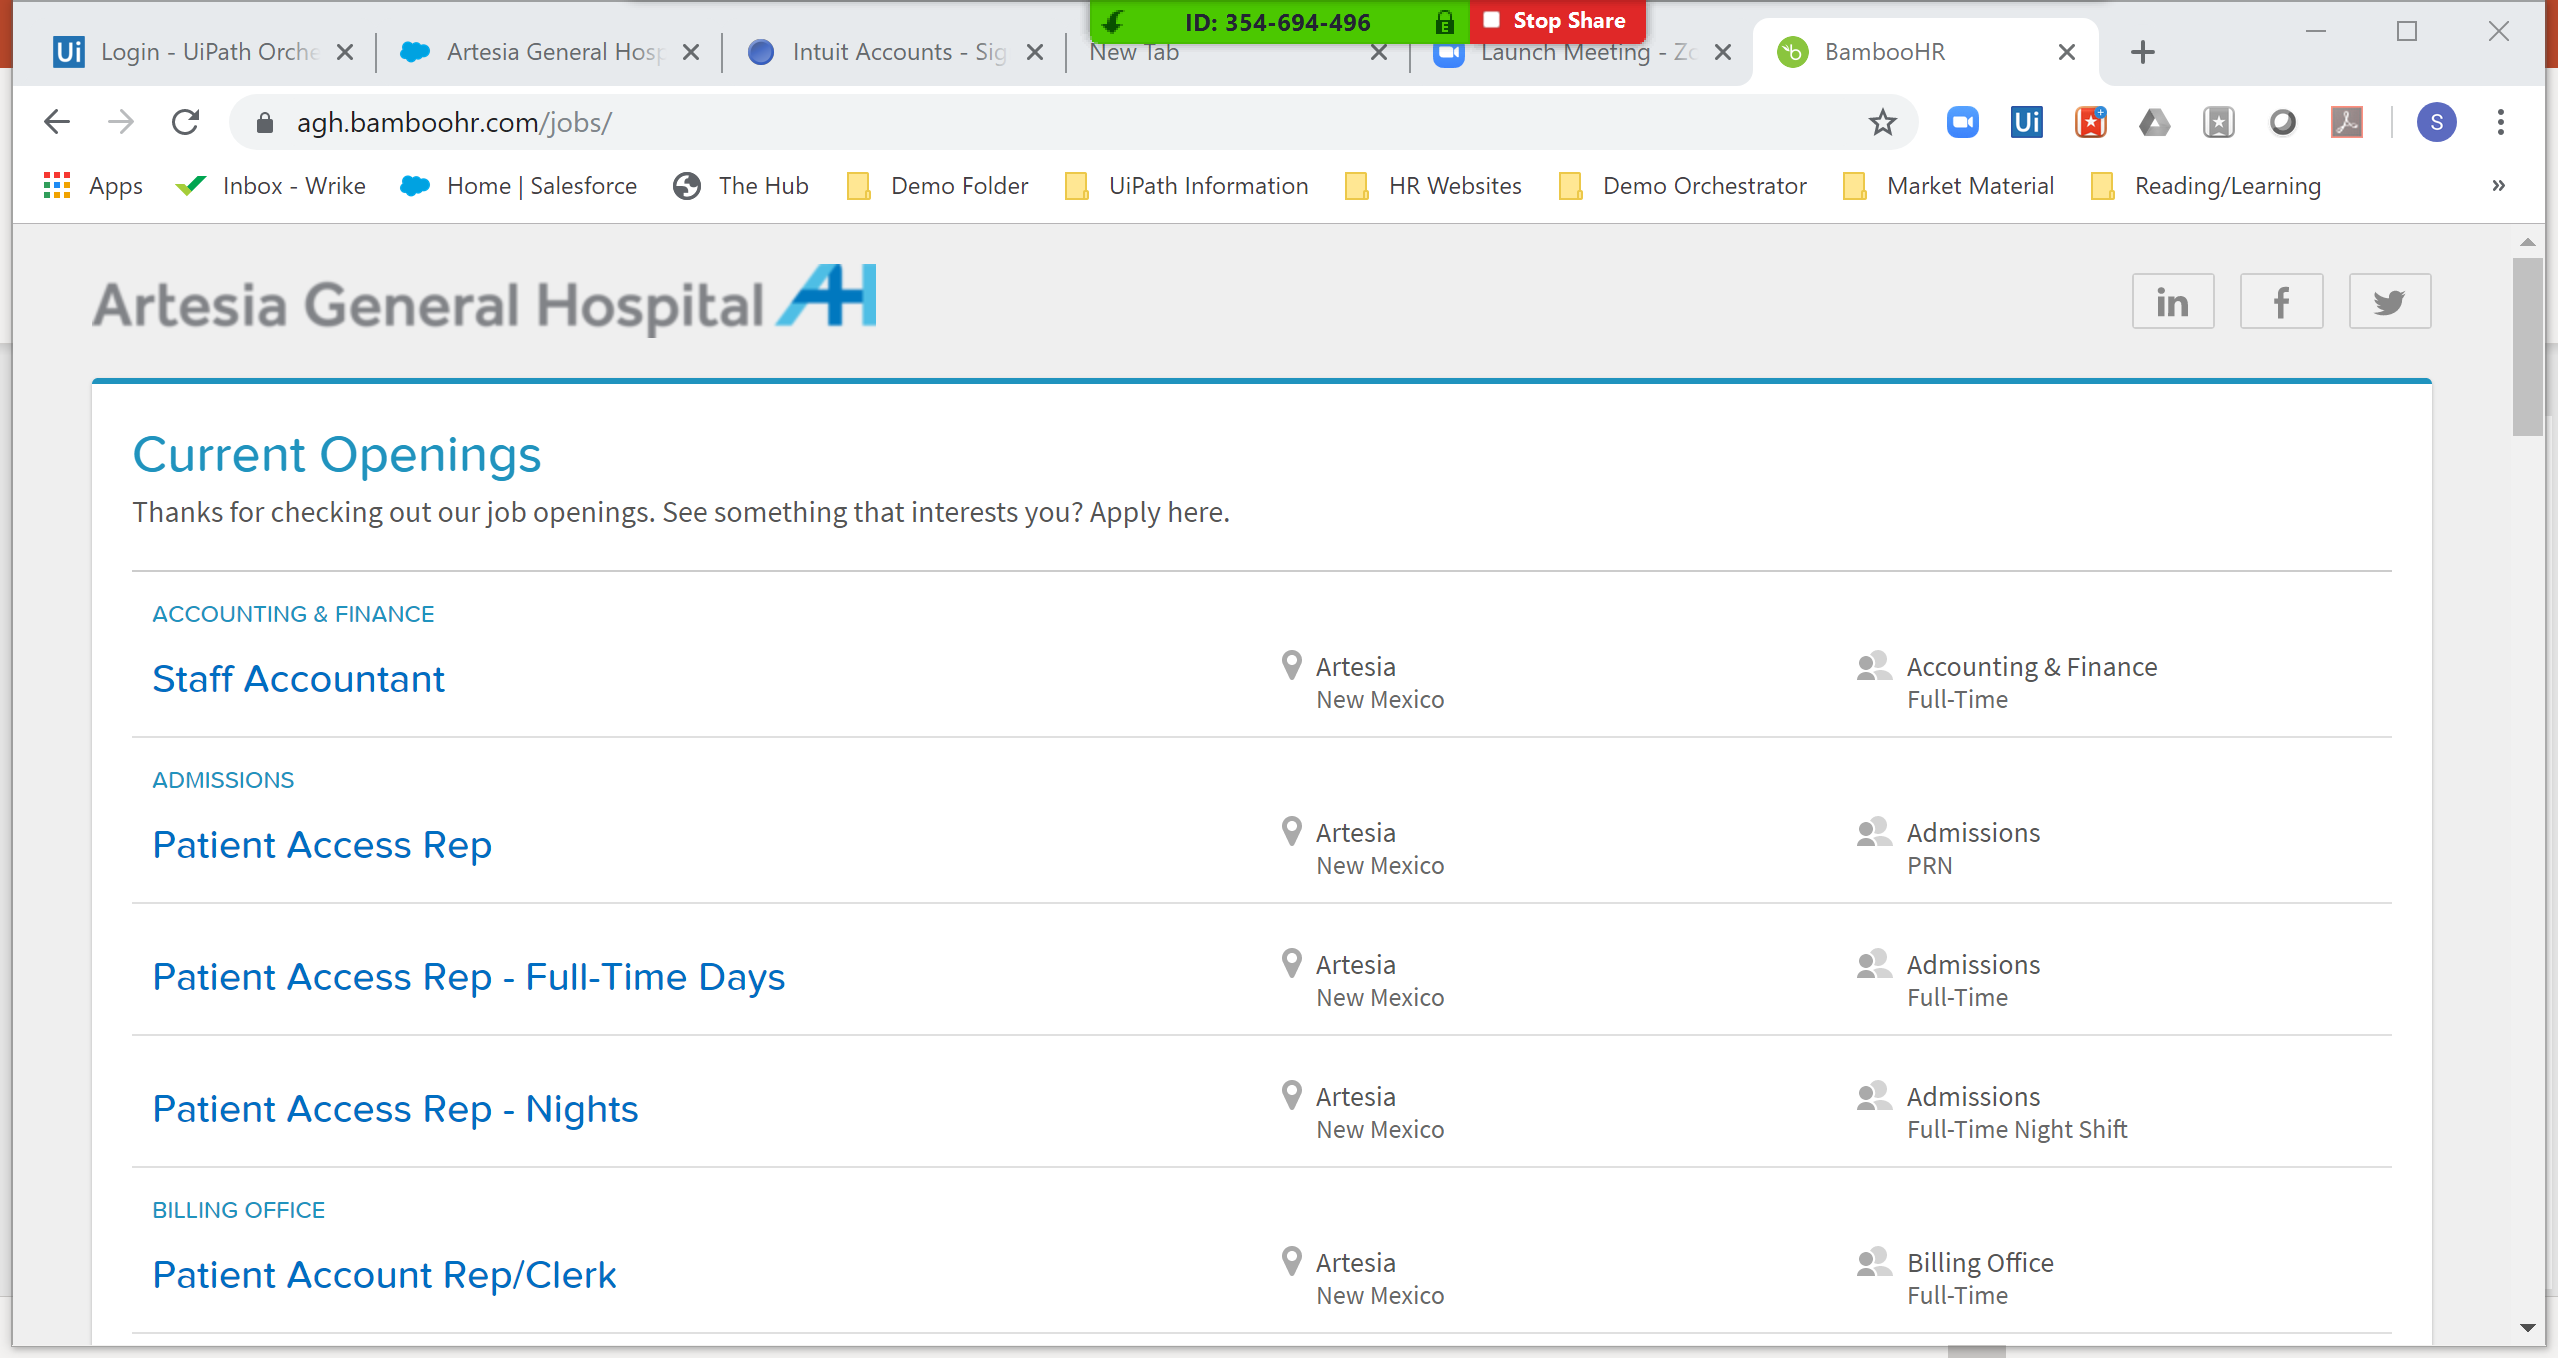 ID: 354-694-496
Stop Share
Ui Login - UiPath Orche
Artesia General Hosp
Intuit Accounts - Sig
New Tab
Launch Meeting - Zo
BambooHR
agh.bamboohr.com/jobs/
Ui
S
Apps
Inbox - Wrike
Home | Salesforce
The Hub
Demo Folder
UiPath Information
HR Websites
Demo Orchestrator
Market Material
Reading/Learning
»
Artesia General Hospital AH
in
f
Current Openings
Thanks for checking out our job openings. See something that interests you? Apply here.
ACCOUNTING & FINANCE
Staff Accountant
Artesia
New Mexico
Accounting & Finance
Full-Time
ADMISSIONS
Patient Access Rep
Artesia
New Mexico
Admissions
PRN
Patient Access Rep - Full-Time Days
Artesia
New Mexico
Admissions
Full-Time
Patient Access Rep - Nights
Artesia
New Mexico
Admissions
Full-Time Night Shift
BILLING OFFICE
Patient Account Rep/Clerk
Artesia
New Mexico
Billing Office
Full-Time